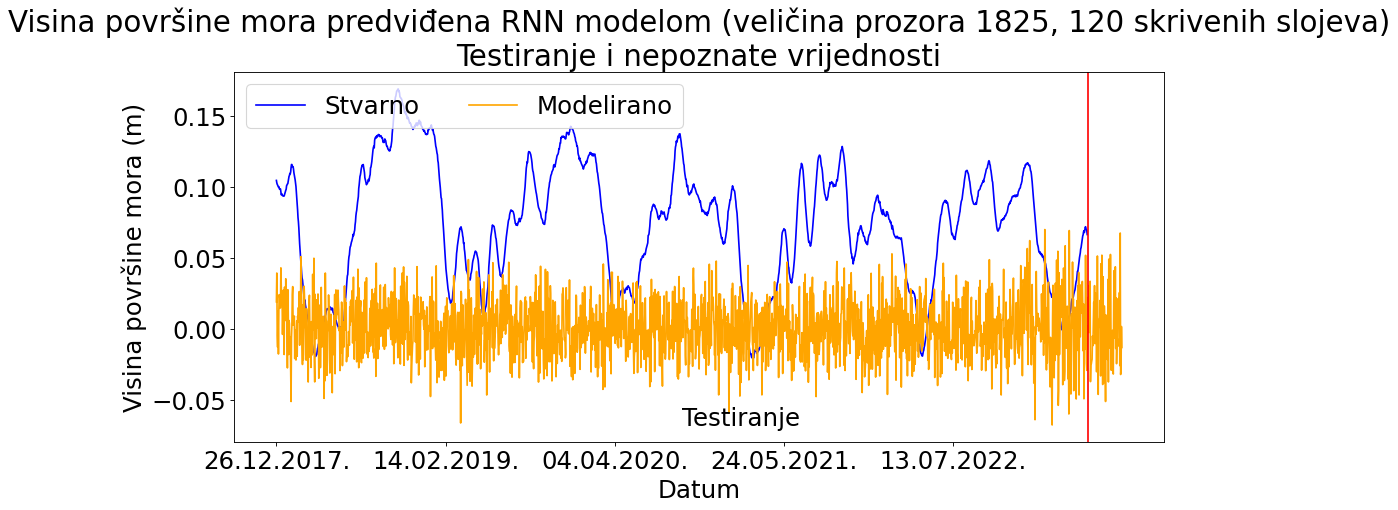 Visina površine mora predviđena RNN modelom (veličina prozora 1825, 120 skrivenih slojeva)
Testiranje i nepoznate vrijednosti
Stvarno Modelirano
Visina površine mora (m)
0.15
0.10
0.05
0.00
−0.05
Testiranje
26.12.2017. 14.02.2019. 04.04.2020. 24.05.2021. 13.07.2022.
Datum